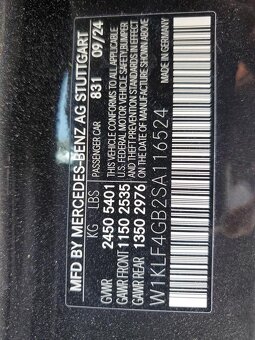 MFD BY MERCEDES-BENZ AG STUTTGART
KG LBS PASSENGER CAR 831 09/24
GVWR 2450 5401 THIS VEHICLE CONFORMS TO ALL APPLICABLE
GAWR FRONT 1150 2535 U.S. FEDERAL MOTOR VEHICLE SAFETY, BUMPER
GAWR REAR 1350 2976 AND THEFT PREVENTION STANDARDS IN EFFECT
ON THE DATE OF MANUFACTURE SHOWN ABOVE
W1KLF4GB2SA116524 MADE IN GERMANY